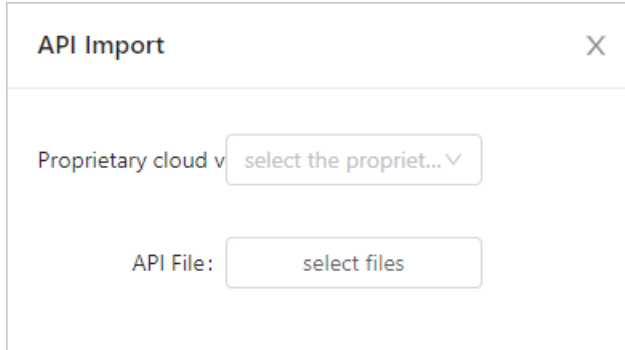 API Import
Proprietary cloud v select the propriet...
API File: select files